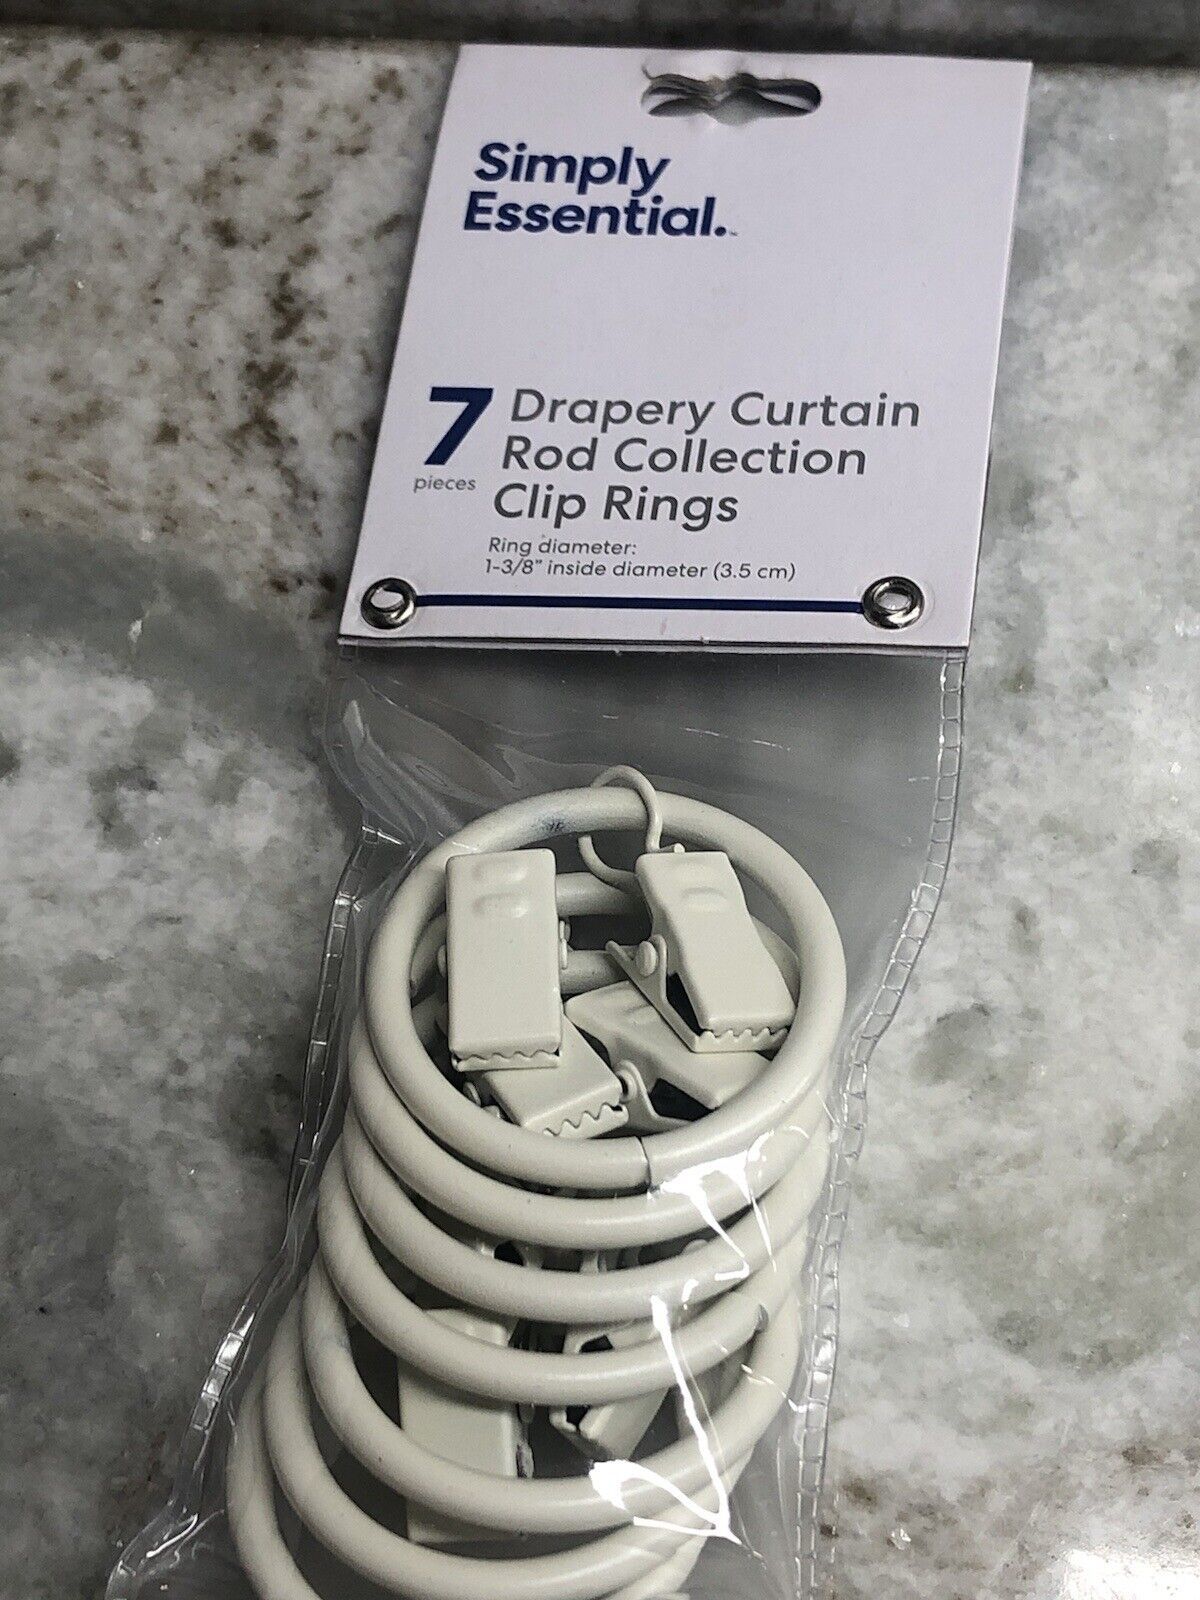 Simply
Essential.™
7
pieces
Drapery Curtain
Rod Collection
Clip Rings
Ring diameter:
1-3/8" inside diameter (3.5 cm)